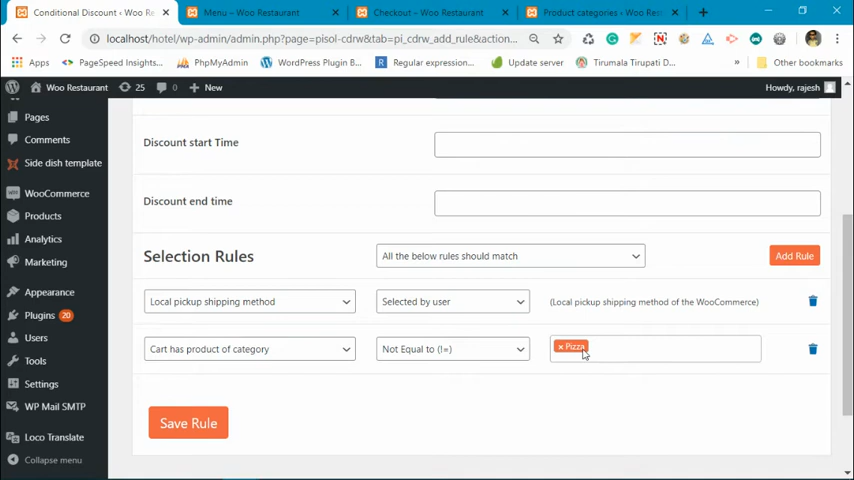 Conditional Discount ‹ Woo Res
Menu – Woo Restaurant
Checkout – Woo Restaurant
Product categories ‹ Woo Res
localhost/hotel/wp-admin/admin.php?page=pisol-cdrw&tab=pi_cdrw_add_rule&action...
Apps
PageSpeed Insights...
PhpMyAdmin
WordPress Plugin B...
Regular expression...
Update server
Tirumala Tirupati D...
»
Other bookmarks
Woo Restaurant
25
0
+ New
Howdy, rajesh
Pages
Comments
Side dish template
WooCommerce
Products
Analytics
Marketing
Appearance
Plugins 20
Users
Tools
Settings
WP Mail SMTP
Loco Translate
Collapse menu
Discount start Time
Discount end time
Selection Rules
All the below rules should match
Add Rule
Local pickup shipping method
Selected by user
(Local pickup shipping method of the WooCommerce)
Cart has product of category
Not Equal to (!=)
× Pizza
Save Rule